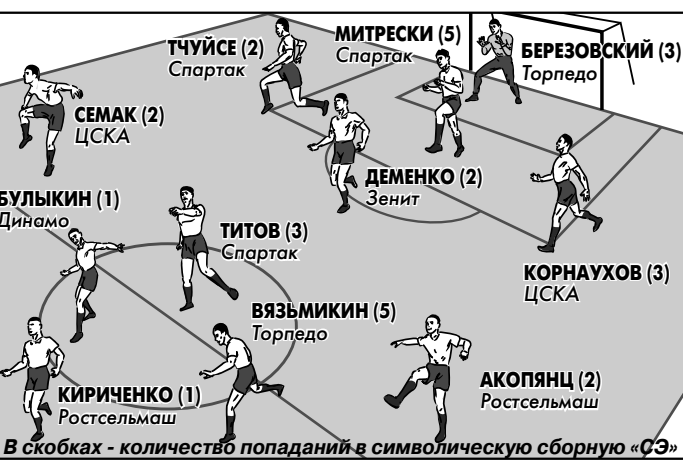 ТЧУЙСЕ (2)
Спартак
МИТРЕСКИ (5)
Спартак
БЕРЕЗОВСКИЙ (3)
Торпедо
СЕМАК (2)
ЦСКА
ДЕМЕНКО (2)
Зенит
БУЛЫКИН (1)
Динамо
ТИТОВ (3)
Спартак
КОРНАУХОВ (3)
ЦСКА
ВЯЗЬМИКИН (5)
Торпедо
КИРИЧЕНКО (1)
Ростсельмаш
АКОПЯНЦ (2)
Ростсельмаш
В скобках - количество попаданий в символическую сборную «СЭ»